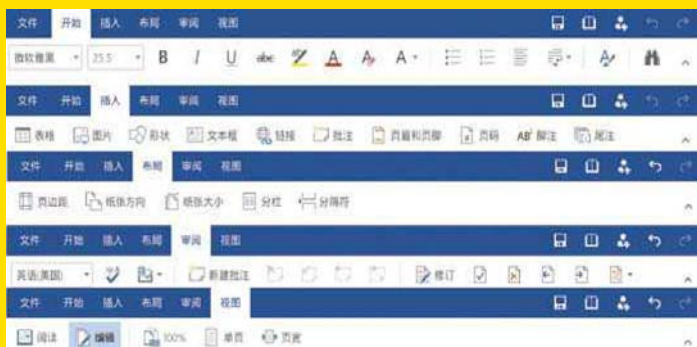 文件 开始 插入 布局 审阅 视图
微软雅黑 25.5 B I U abc A A A
文件 开始 插入 布局 审阅 视图
表格 图片 形状 文本框 链接 批注 页眉和页脚 页码 AB 脚注 尾注
文件 开始 插入 布局 审阅 视图
页边距 纸张方向 纸张大小 分栏 分隔符
文件 开始 插入 布局 审阅 视图
英语(美国) 新建批注 修订
文件 开始 插入 布局 审阅 视图
阅读 编辑 100% 单页 页宽